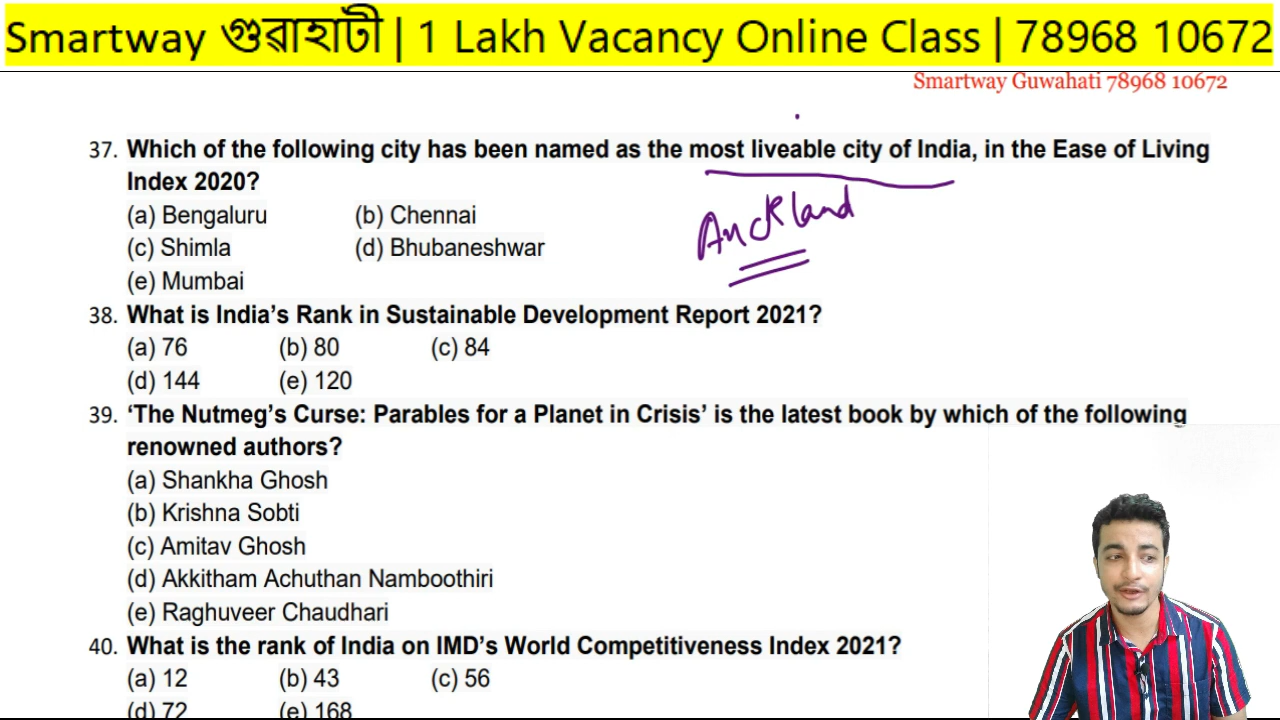 Smartway গুৱাহাটী | 1 Lakh Vacancy Online Class | 78968 10672
Smartway Guwahati 78968 10672
37. Which of the following city has been named as the most liveable city of India, in the Ease of Living
Index 2020?
(a) Bengaluru (b) Chennai
Auckland
(c) Shimla (d) Bhubaneshwar
(e) Mumbai
38. What is India’s Rank in Sustainable Development Report 2021?
(a) 76 (b) 80 (c) 84
(d) 144 (e) 120
39. ‘The Nutmeg’s Curse: Parables for a Planet in Crisis’ is the latest book by which of the following
renowned authors?
(a) Shankha Ghosh
(b) Krishna Sobti
(c) Amitav Ghosh
(d) Akkitham Achuthan Namboothiri
(e) Raghuveer Chaudhari
40. What is the rank of India on IMD’s World Competitiveness Index 2021?
(a) 12 (b) 43 (c) 56
(d) 72 (e) 168